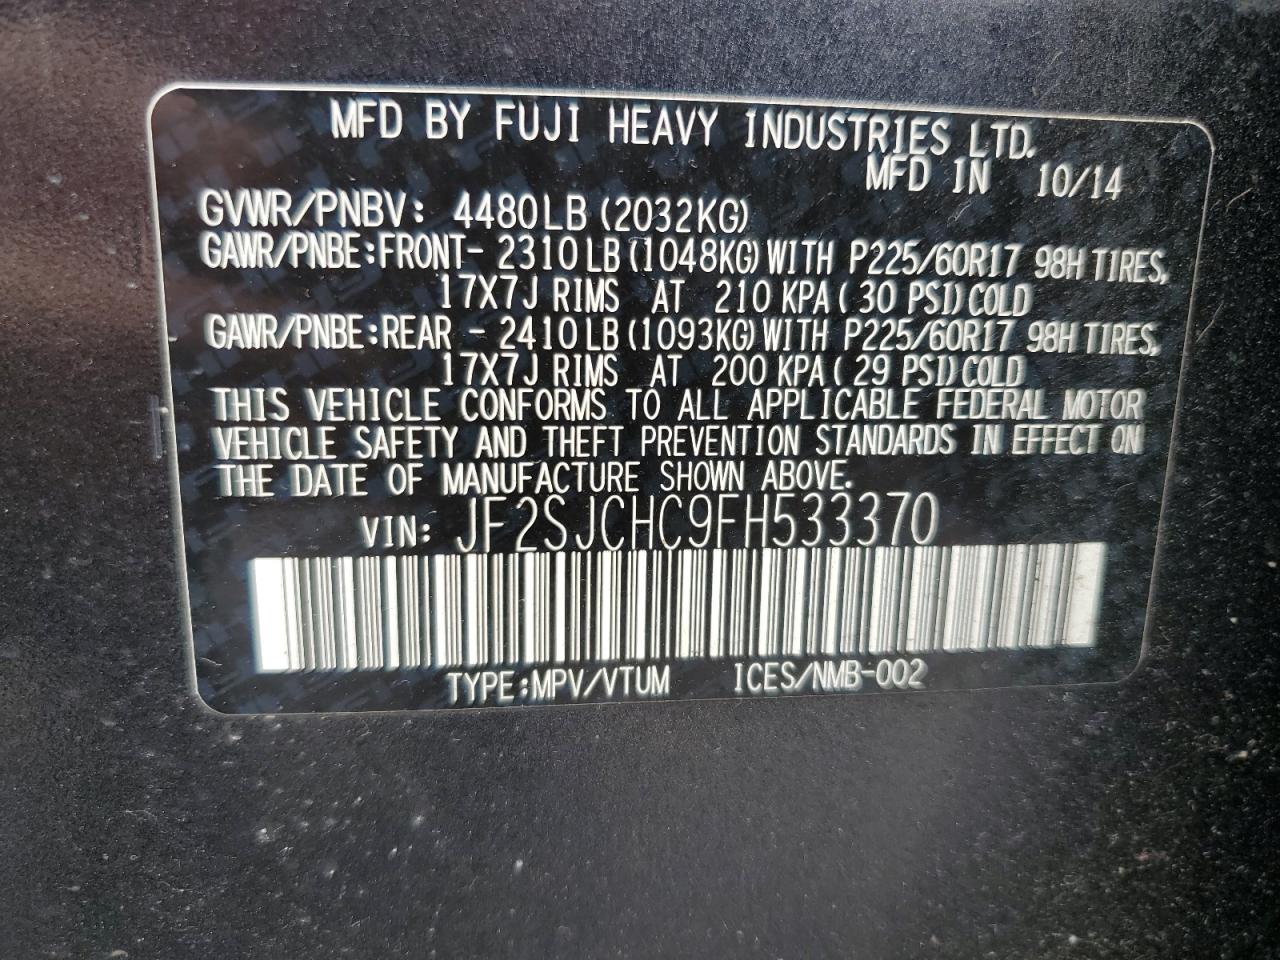 MFD BY FUJI HEAVY INDUSTRIES LTD.
MFD IN 10/14
GVWR/PNBV: 4480LB (2032KG)
GAWR/PNBE:FRONT- 2310LB (1048KG) WITH P225/60R17 98H TIRES,
17X7J RIMS AT 210 KPA ( 30 PSI) COLD
GAWR/PNBE:REAR - 2410LB (1093KG) WITH P225/60R17 98H TIRES,
17X7J RIMS AT 200 KPA ( 29 PSI) COLD
THIS VEHICLE CONFORMS TO ALL APPLICABLE FEDERAL MOTOR
VEHICLE SAFETY AND THEFT PREVENTION STANDARDS IN EFFECT ON
THE DATE OF MANUFACTURE SHOWN ABOVE.
VIN: JF2SJCHC9FH533370
TYPE:MPV/VTUM ICES/NMB-002